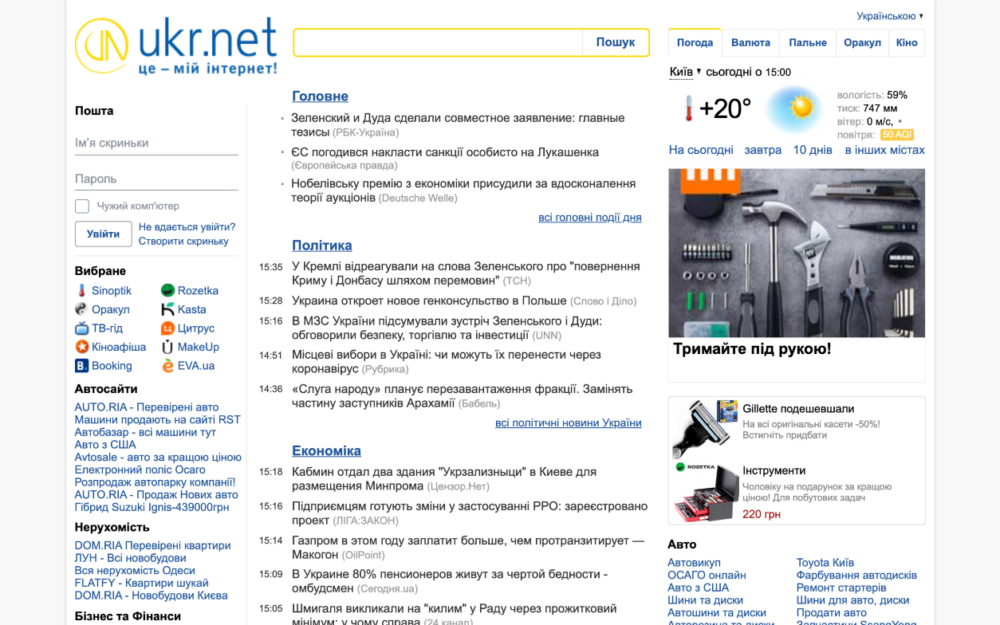 Українською ▾
ukr.net
це – мій інтернет!
Пошук
Погода
Валюта
Пальне
Оракул
Кіно
Київ ▾ сьогодні о 15:00
+20°
вологість: 59%
тиск: 747 мм
вітер: 0 м/с,
повітря: 50 AQI
На сьогодні завтра 10 днів в інших містах
Пошта
Ім'я скриньки
Пароль
Чужий комп'ютер
Увійти
Не вдається увійти?
Створити скриньку
Вибране
Sinoptik
Rozetka
Оракул
Kasta
ТВ-гід
Цитрус
Кіноафіша
MakeUp
Booking
EVA.ua
Автосайти
AUTO.RIA - Перевірені авто
Машини продають на сайті RST
Автобазар - всі машини тут
Авто з США
Avtosale - авто за кращою ціною
Електронний поліс Осаго
Розпродаж автопарку компанії!
AUTO.RIA - Продаж Нових авто
Гібрид Suzuki Ignis-439000грн
Нерухомість
DOM.RIA Перевірені квартири
ЛУН - Всі новобудови
Вся нерухомість Одеси
FLATFY - Квартири шукай
DOM.RIA - Новобудови Києва
Бізнес та Фінанси
Головне
Зеленский и Дуда сделали совместное заявление: главные
тезисы (РБК-Україна)
ЄС погодився накласти санкції особисто на Лукашенка
(Європейська правда)
Нобелівську премію з економіки присудили за вдосконалення
теорії аукціонів (Deutsche Welle)
всі головні події дня
Політика
15:35 У Кремлі відреагували на слова Зеленського про "повернення
Криму і Донбасу шляхом перемовин" (ТСН)
15:28 Украина откроет новое генконсульство в Польше (Слово і Діло)
15:16 В МЗС України підсумували зустріч Зеленського і Дуди:
обговорили безпеку, торгівлю та інвестиції (UNN)
14:51 Місцеві вибори в Україні: чи можуть їх перенести через
коронавірус (Рубрика)
14:36 «Слуга народу» планує перезавантаження фракції. Замінять
частину заступників Арахамії (Бабель)
всі політичні новини України
Економіка
15:18 Кабмин отдал два здания "Укрзализныци" в Киеве для
размещения Минпрома (Цензор.Нет)
15:16 Підприємцям готують зміни у застосуванні РРО: зареєстровано
проект (ЛІГА:ЗАКОН)
15:14 Газпром в этом году заплатит больше, чем протранзитирует —
Макогон (OilPoint)
15:09 В Украине 80% пенсионеров живут за чертой бедности -
омбудсмен (Сегодня.ua)
15:05 Шмигаля викликали на "килим" у Раду через прожитковий
мінімум: у чому справа (24 канал)
Тримайте під рукою!
Gillette подешевшали
На всі оригінальні касети -50%!
Встигніть придбати
ROZETKA
Інструменти
Чоловіку на подарунок за кращою
ціною! Для побутових задач
220 грн
Авто
Автовикуп
Toyota Київ
ОСАГО онлайн
Фарбування автодисків
Авто з США
Ремонт стартерів
Шини та диски
Шини для авто, диски
Автошини та диски
Продати авто
Авторезина та диски
Запчастини SsangYong